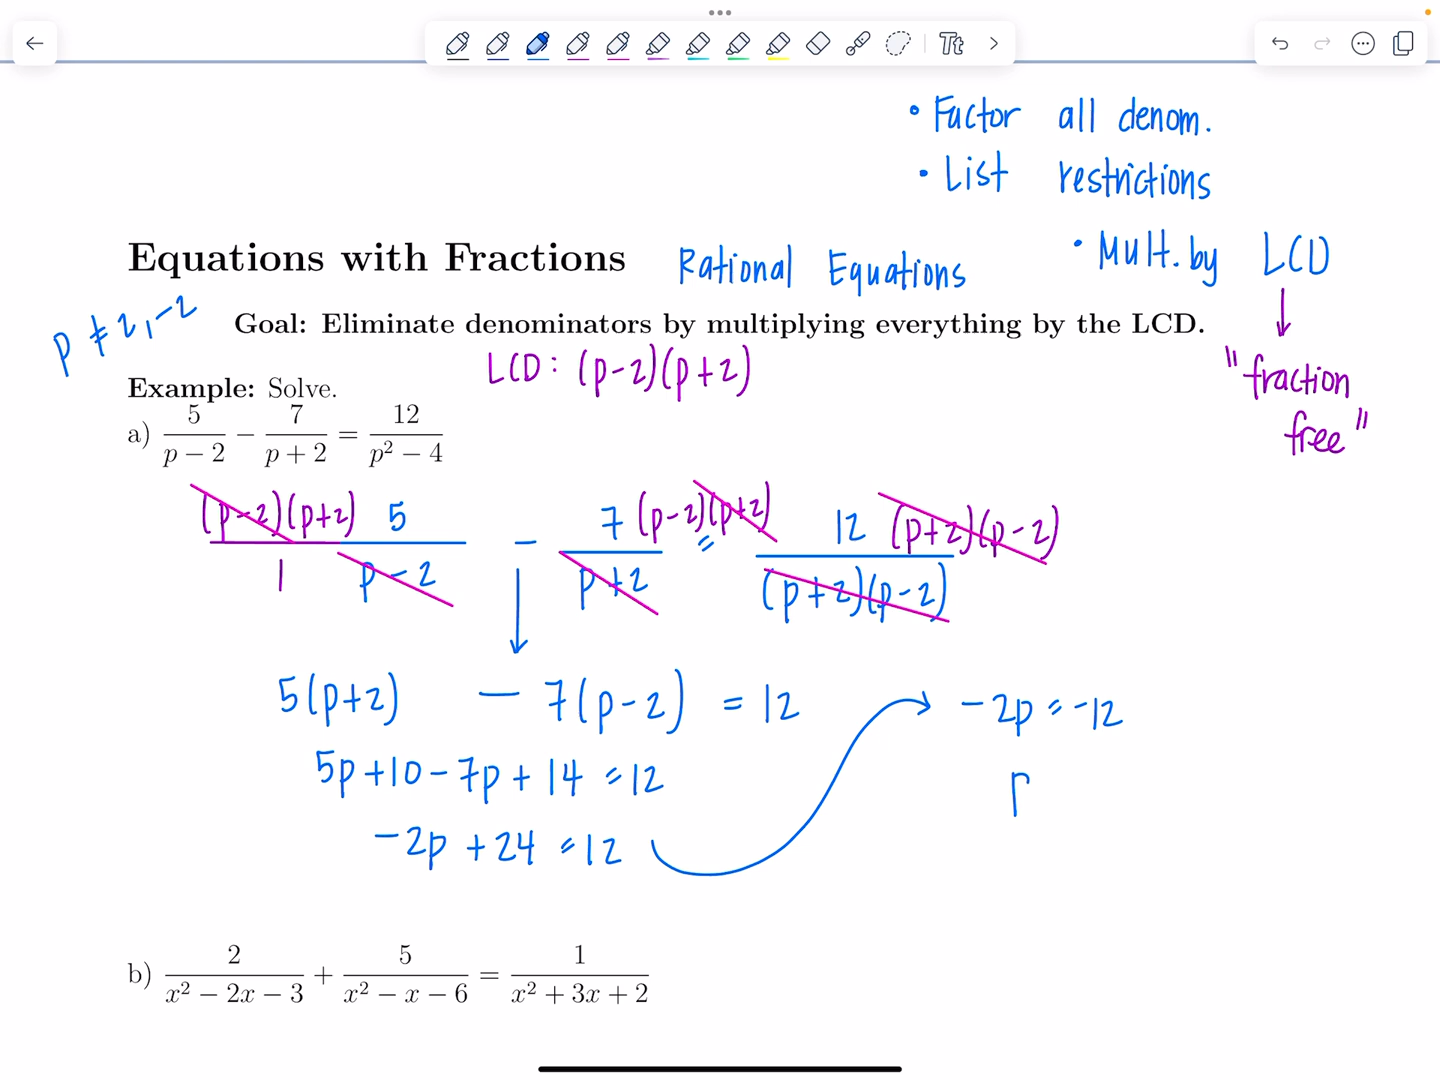 Tt
• Factor all denom.
• List restrictions
Equations with Fractions Rational Equations • Mult. by LCD
p ≠ 2, -2
Goal: Eliminate denominators by multiplying everything by the LCD.
LCD: (p-2)(p+2)
"fraction
free"
Example: Solve.
a) 5/(p − 2) − 7/(p + 2) = 12/(p² − 4)
(p-2)(p+2)/1 5/(p-2) - 7(p-2)(p+2)/(p+2) = 12(p+2)(p-2)/((p+2)(p-2))
5(p+2) - 7(p-2) = 12
-2p = -12
5p+10-7p+14 = 12
p
-2p+24 = 12
b) 2/(x² − 2x − 3) + 5/(x² − x − 6) = 1/(x² + 3x + 2)